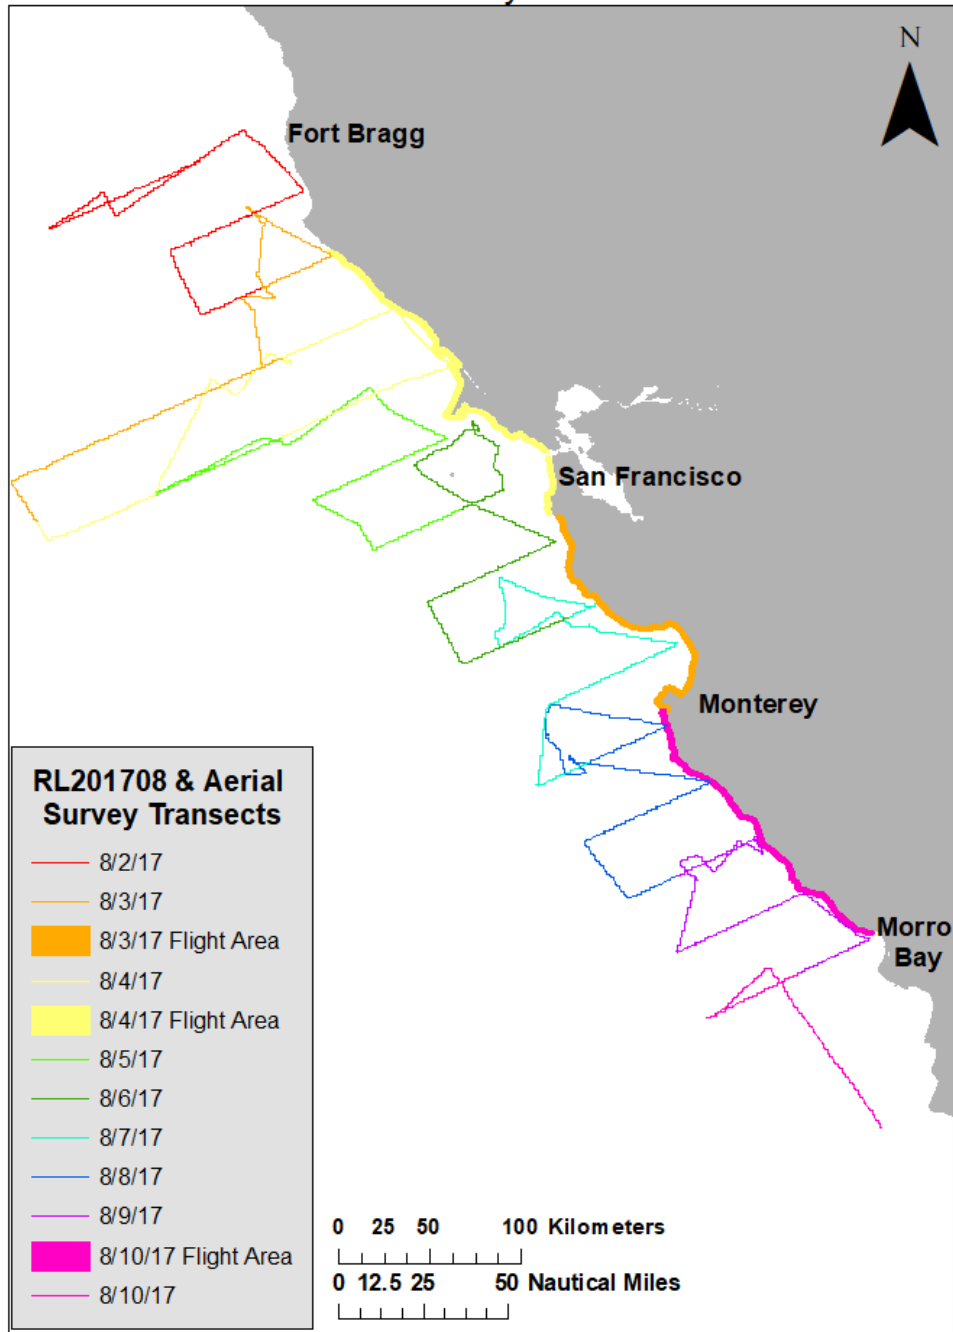 N
Fort Bragg
San Francisco
Monterey
Morro
Bay
RL201708 & Aerial
Survey Transects
8/2/17
8/3/17
8/3/17 Flight Area
8/4/17
8/4/17 Flight Area
8/5/17
8/6/17
8/7/17
8/8/17
8/9/17
8/10/17 Flight Area
8/10/17
0 25 50 100 Kilometers
0 12.5 25 50 Nautical Miles